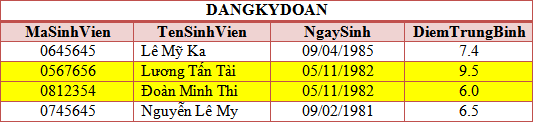 DANGKYDOAN
MaSinhVien TenSinhVien NgaySinh DiemTrungBinh
0645645 Lê Mỹ Ka 09/04/1985 7.4
0567656 Lương Tấn Tài 05/11/1982 9.5
0812354 Đoàn Minh Thi 05/11/1982 6.0
0745645 Nguyễn Lê My 09/02/1981 6.5